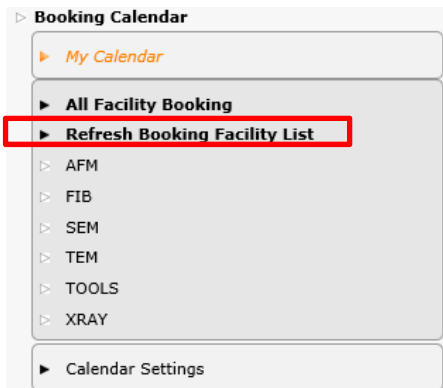 Booking Calendar
My Calendar
All Facility Booking
Refresh Booking Facility List
AFM
FIB
SEM
TEM
TOOLS
XRAY
Calendar Settings